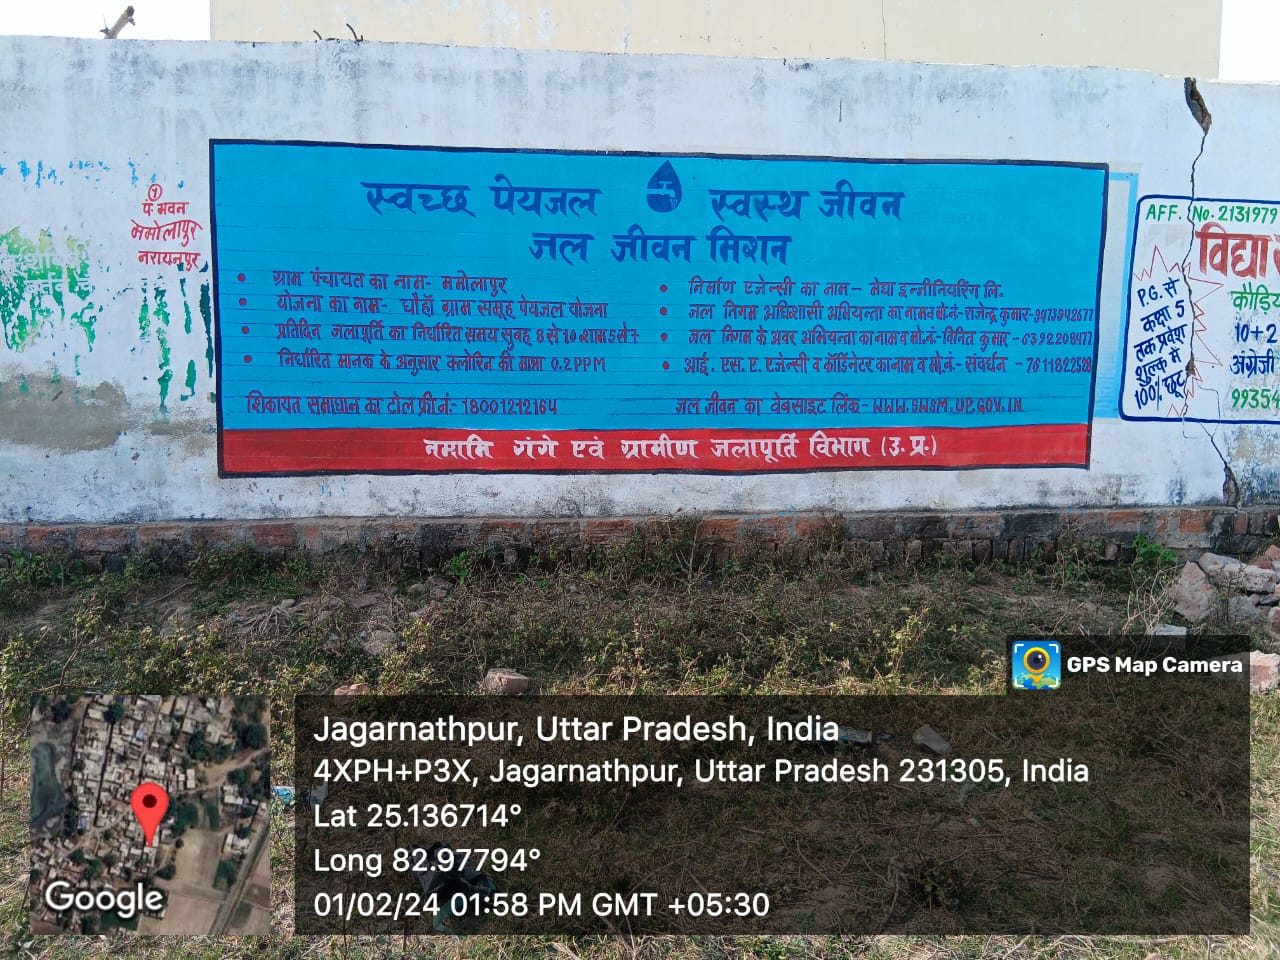 स्वच्छ पेयजल स्वस्थ जीवन
जल जीवन मिशन
• ग्राम पंचायत का नाम- ममोलापुर
• योजना का नाम- धौहाँ ग्राम समूह पेयजल योजना
• प्रतिदिन जलापूर्ति का निर्धारित समय सुबह 8 से 10 शाम 5 से 7
• निर्धारित मानक के अनुसार क्लोरिन की मात्रा 0.2 PPM
शिकायत समाधान का टोल फ्री नं:- 18001212164
• निर्माण एजेन्सी का नाम- मेघा इन्जीनियरिंग लि.
• जल निगम अधिशासी अभियन्ता का नाम व मो.नं- राजेन्द्र कुमार-9473942677
• जल निगम के अवर अभियन्ता का नाम व मो.नं-विनित कुमार-6392208477
• आई. एस. ए. एजेन्सी व कॉर्डिनेटर का नाम व मो.नं.- संवर्धन -7611822528
जल जीवन का वेबसाइट लिंक- WWW.SWSM.UP.GOV.IN
नमामि गंगे एवं ग्रामीण जलापूर्ति विभाग (उ.प्र.)
1
पं. भवन
मेमोलापुर
नरायनपुर
AFF. No. 2131979
विद्या
P.G. से
कक्षा 5
तक प्रवेश
शुल्क में
100% छूट
कौड़िय
10+2
अंग्रेजी
99354
GPS Map Camera
Jagarnathpur, Uttar Pradesh, India
4XPH+P3X, Jagarnathpur, Uttar Pradesh 231305, India
Lat 25.136714°
Long 82.97794°
01/02/24 01:58 PM GMT +05:30
Google